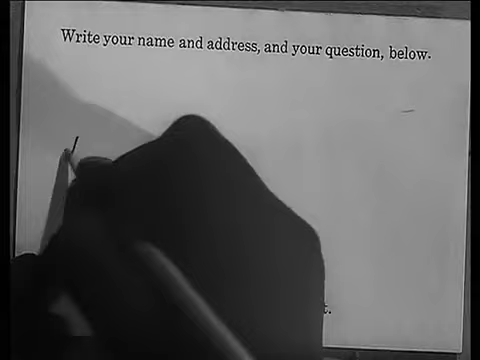 Write your name and address, and your question, below.
t.